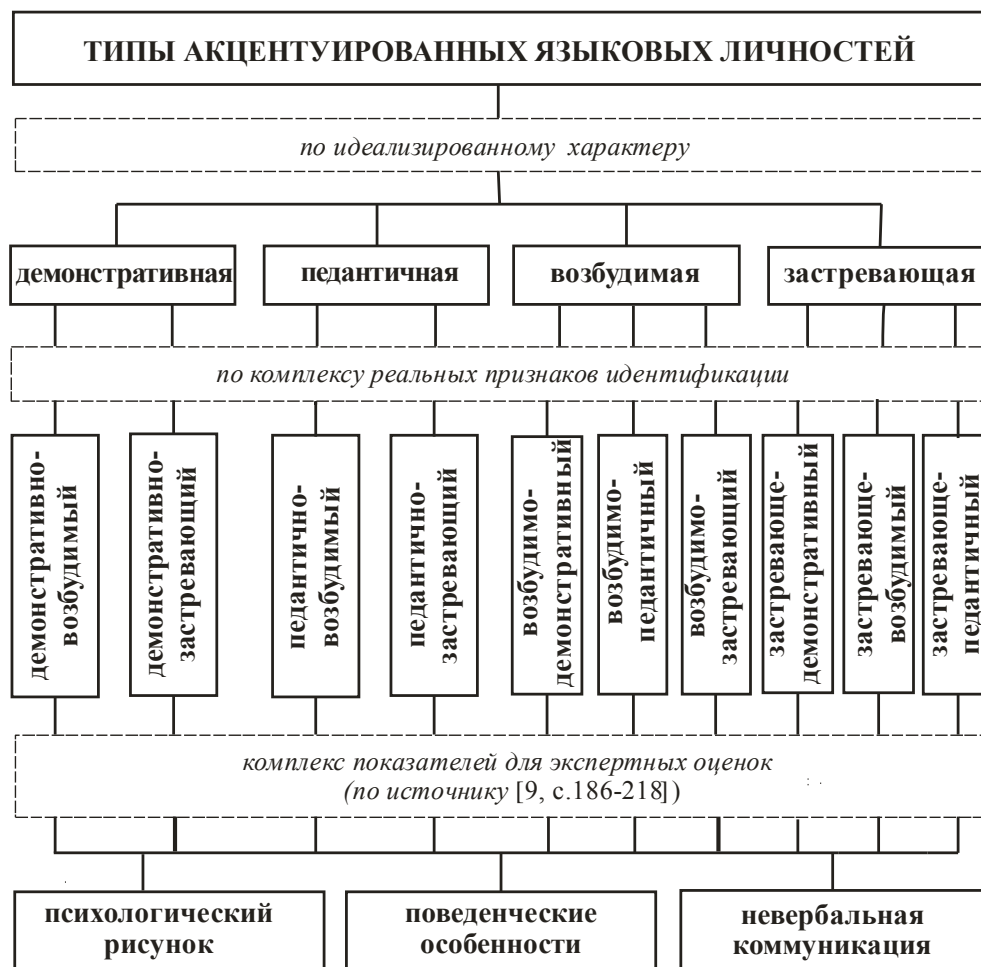 ТИПЫ АКЦЕНТУИРОВАННЫХ ЯЗЫКОВЫХ ЛИЧНОСТЕЙ
по идеализированному характеру
демонстративная
педантичная
возбудимая
застревающая
по комплексу реальных признаков идентификации
демонстративно-
возбудимый
демонстративно-
застревающий
педантично-
возбудимый
педантично-
застревающий
возбудимо-
демонстративный
возбудимо-
педантичный
возбудимо-
застревающий
застревающе-
демонстративный
застревающе-
возбудимый
застревающе-
педантичный
комплекс показателей для экспертных оценок
(по источнику [9, с.186-218])
психологический
рисунок
поведенческие
особенности
невербальная
коммуникация